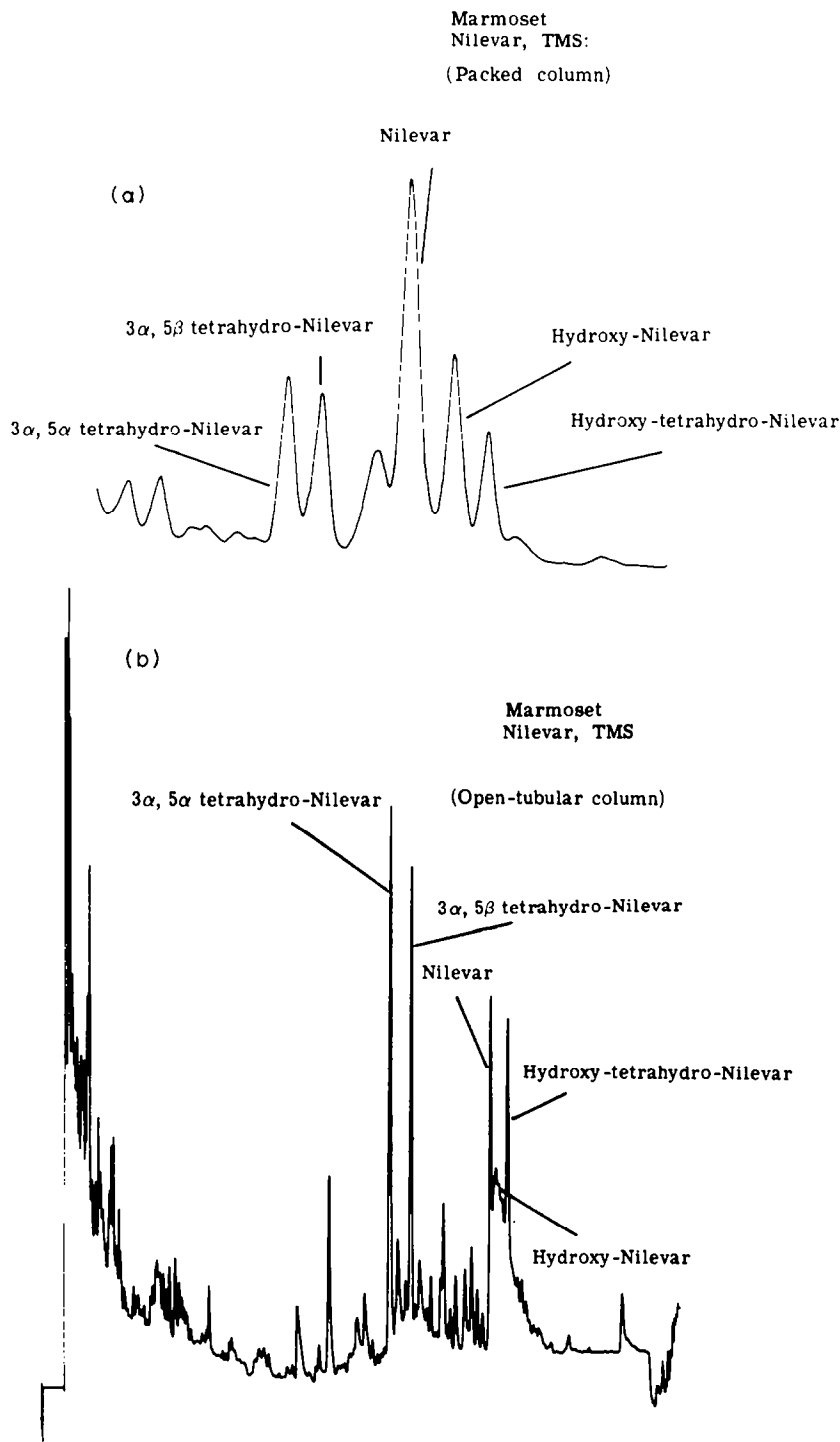 Marmoset
Nilevar, TMS:
(Packed column)
Nilevar
(a)
3α, 5β tetrahydro-Nilevar
Hydroxy-Nilevar
3α, 5α tetrahydro-Nilevar
Hydroxy-tetrahydro-Nilevar
(b)
Marmoset
Nilevar, TMS
3α, 5α tetrahydro-Nilevar
(Open-tubular column)
3α, 5β tetrahydro-Nilevar
Nilevar
Hydroxy-tetrahydro-Nilevar
Hydroxy-Nilevar